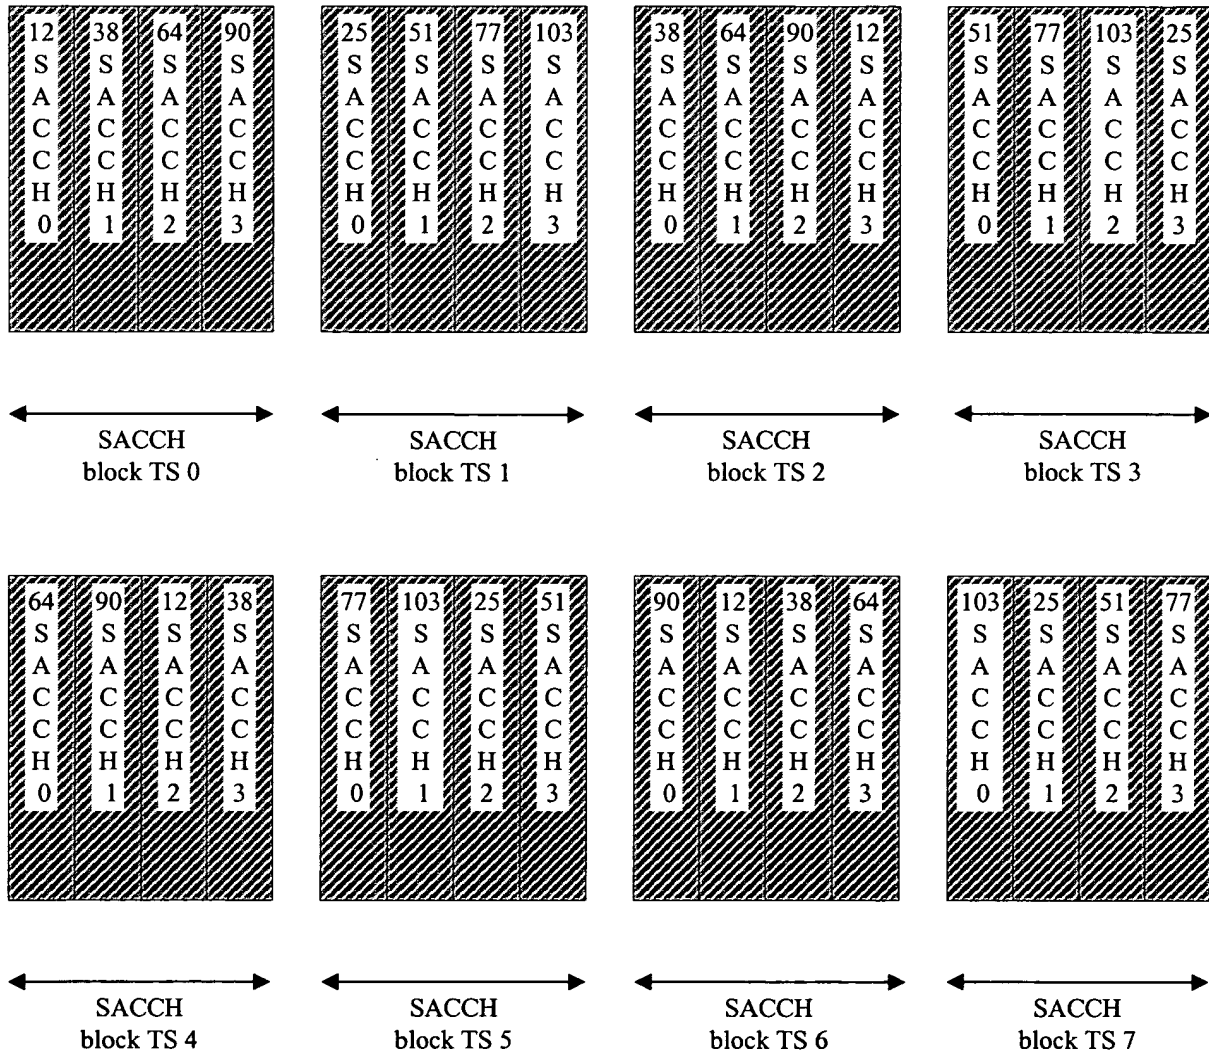 12 38 64 90 25 51 77 103 38 64 90 12 51 77 103 25
S S S S S S S S S S S S S S S S
A A A A A A A A A A A A A A A A
C C C C C C C C C C C C C C C C
C C C C C C C C C C C C C C C C
H H H H H H H H H H H H H H H H
0 1 2 3 0 1 2 3 0 1 2 3 0 1 2 3
SACCH SACCH SACCH SACCH
block TS 0 block TS 1 block TS 2 block TS 3
64 90 12 38 77 103 25 51 90 12 38 64 103 25 51 77
S S S S S S S S S S S S S S S S
A A A A A A A A A A A A A A A A
C C C C C C C C C C C C C C C C
C C C C C C C C C C C C C C C C
H H H H H H H H H H H H H H H H
0 1 2 3 0 1 2 3 0 1 2 3 0 1 2 3
SACCH SACCH SACCH SACCH
block TS 4 block TS 5 block TS 6 block TS 7